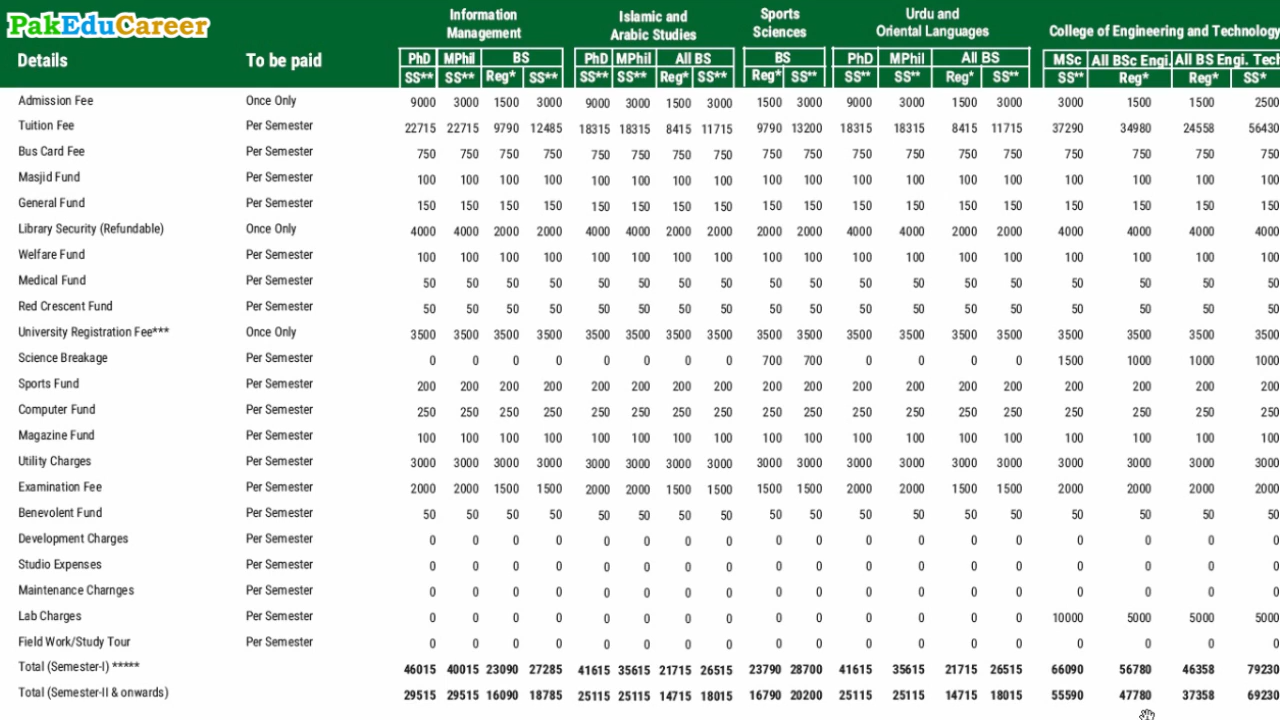 PakEduCareer
Information Management
Islamic and Arabic Studies
Sports Sciences
Urdu and Oriental Languages
College of Engineering and Technology
Details To be paid PhD MPhil BS PhD MPhil All BS BS PhD MPhil All BS MSc All BSc Engi. All BS Engi. Tech
SS** SS** Reg* SS** SS** SS** Reg* SS** Reg* SS** SS** SS** Reg* SS** SS** Reg* Reg* SS*
Admission Fee Once Only 9000 3000 1500 3000 9000 3000 1500 3000 1500 3000 9000 3000 1500 3000 3000 1500 1500 2500
Tuition Fee Per Semester 22715 22715 9790 12485 18315 18315 8415 11715 9790 13200 18315 18315 8415 11715 37290 34980 24558 56430
Bus Card Fee Per Semester 750 750 750 750 750 750 750 750 750 750 750 750 750 750 750 750 750 750
Masjid Fund Per Semester 100 100 100 100 100 100 100 100 100 100 100 100 100 100 100 100 100 100
General Fund Per Semester 150 150 150 150 150 150 150 150 150 150 150 150 150 150 150 150 150 150
Library Security (Refundable) Once Only 4000 4000 2000 2000 4000 4000 2000 2000 2000 2000 4000 4000 2000 2000 4000 4000 4000 4000
Welfare Fund Per Semester 100 100 100 100 100 100 100 100 100 100 100 100 100 100 100 100 100 100
Medical Fund Per Semester 50 50 50 50 50 50 50 50 50 50 50 50 50 50 50 50 50 50
Red Crescent Fund Per Semester 50 50 50 50 50 50 50 50 50 50 50 50 50 50 50 50 50 50
University Registration Fee*** Once Only 3500 3500 3500 3500 3500 3500 3500 3500 3500 3500 3500 3500 3500 3500 3500 3500 3500 3500
Science Breakage Per Semester 0 0 0 0 0 0 0 0 700 700 0 0 0 0 1500 1000 1000 1000
Sports Fund Per Semester 200 200 200 200 200 200 200 200 200 200 200 200 200 200 200 200 200 200
Computer Fund Per Semester 250 250 250 250 250 250 250 250 250 250 250 250 250 250 250 250 250 250
Magazine Fund Per Semester 100 100 100 100 100 100 100 100 100 100 100 100 100 100 100 100 100 100
Utility Charges Per Semester 3000 3000 3000 3000 3000 3000 3000 3000 3000 3000 3000 3000 3000 3000 3000 3000 3000 3000
Examination Fee Per Semester 2000 2000 1500 1500 2000 2000 1500 1500 1500 1500 2000 2000 1500 1500 2000 2000 2000 2000
Benevolent Fund Per Semester 50 50 50 50 50 50 50 50 50 50 50 50 50 50 50 50 50 50
Development Charges Per Semester 0 0 0 0 0 0 0 0 0 0 0 0 0 0 0 0 0 0
Studio Expenses Per Semester 0 0 0 0 0 0 0 0 0 0 0 0 0 0 0 0 0 0
Maintenance Charnges Per Semester 0 0 0 0 0 0 0 0 0 0 0 0 0 0 0 0 0 0
Lab Charges Per Semester 0 0 0 0 0 0 0 0 0 0 0 0 0 0 10000 5000 5000 5000
Field Work/Study Tour Per Semester 0 0 0 0 0 0 0 0 0 0 0 0 0 0 0 0 0 0
Total (Semester-I) ***** 46015 40015 23090 27285 41615 35615 21715 26515 23790 28700 41615 35615 21715 26515 66090 56780 46358 79230
Total (Semester-II & onwards) 29515 29515 16090 18785 25115 25115 14715 18015 16790 20200 25115 25115 14715 18015 55590 47780 37358 69230